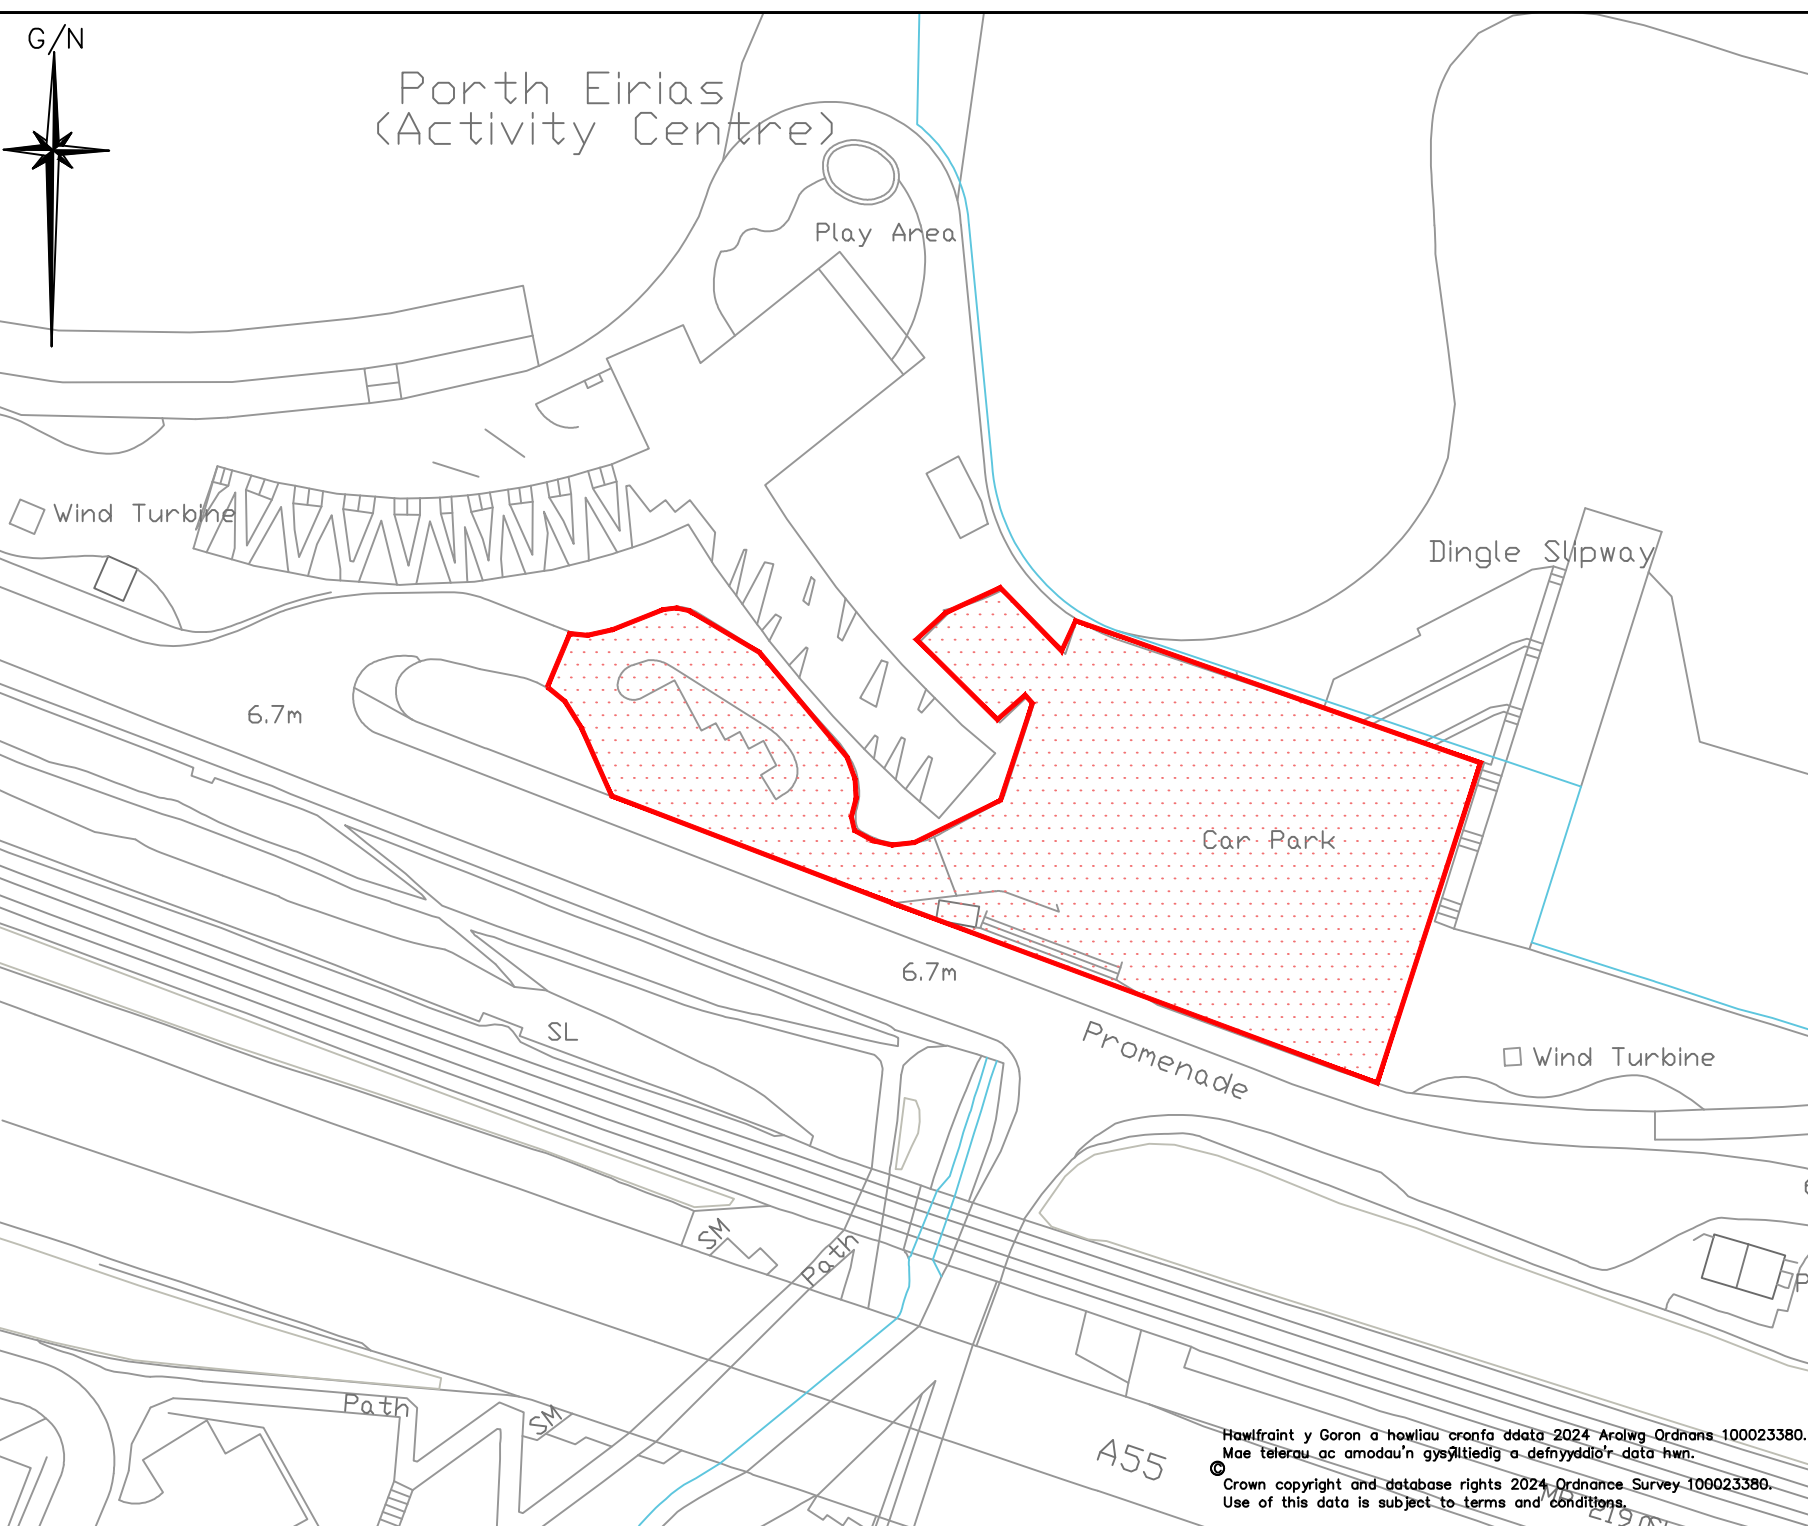 G/N
Porth Eirias
(Activity Centre)
Play Area
Wind Turbine
Dingle Slipway
6.7m
Car Park
6.7m
SL
Promenade
Wind Turbine
SM
Path
Path
SM
A55
Hawlfraint y Goron a hawliau cronfa ddata 2024 Arolwg Ordnans 100023380.
Mae telerau ac amodau'n gysylltiedig a defnyddio'r data hwn.
©
Crown copyright and database rights 2024 Ordnance Survey 100023380.
Use of this data is subject to terms and conditions.